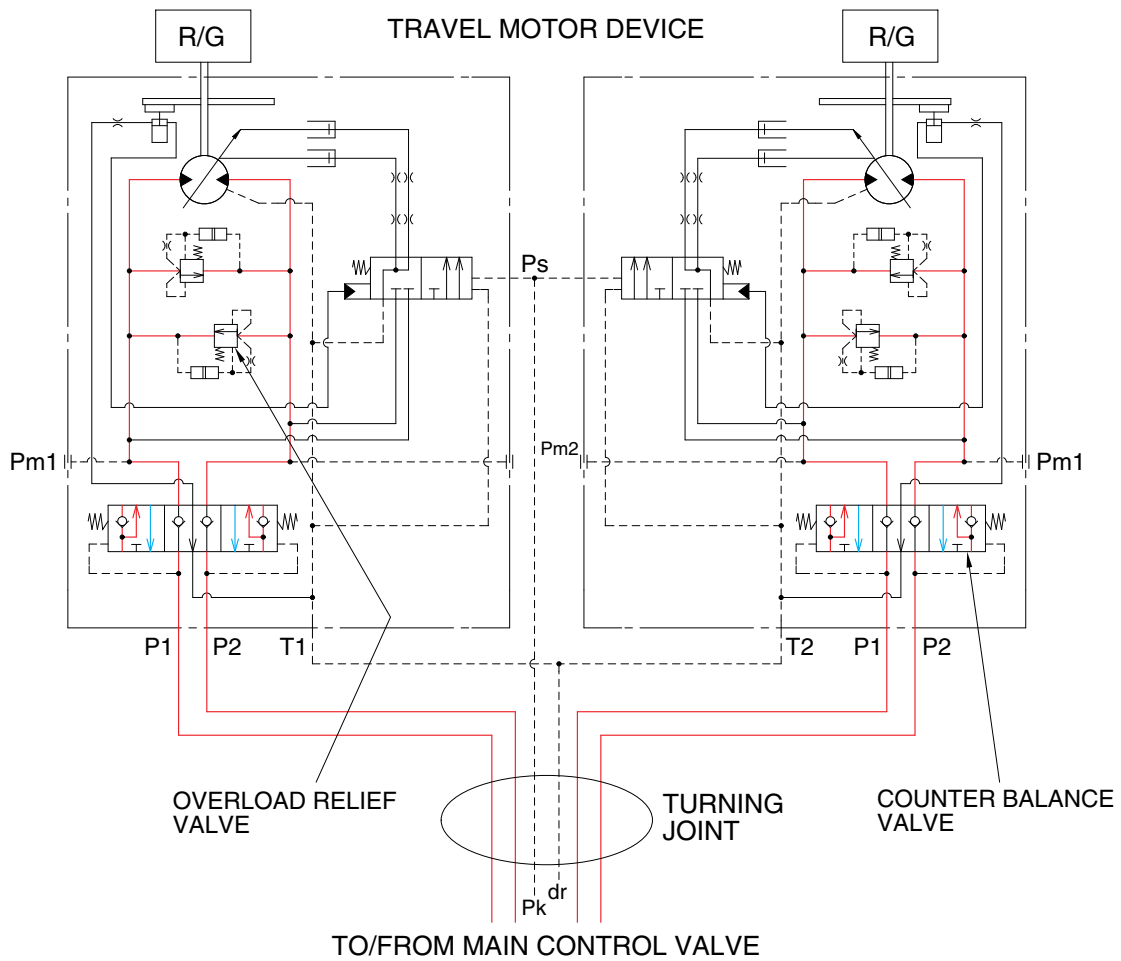 TRAVEL MOTOR DEVICE
R/G
R/G
Ps
Pm1
Pm2
Pm1
P1
P2
T1
T2
P1
P2
OVERLOAD RELIEF
VALVE
TURNING
JOINT
COUNTER BALANCE
VALVE
Pk
dr
TO/FROM MAIN CONTROL VALVE